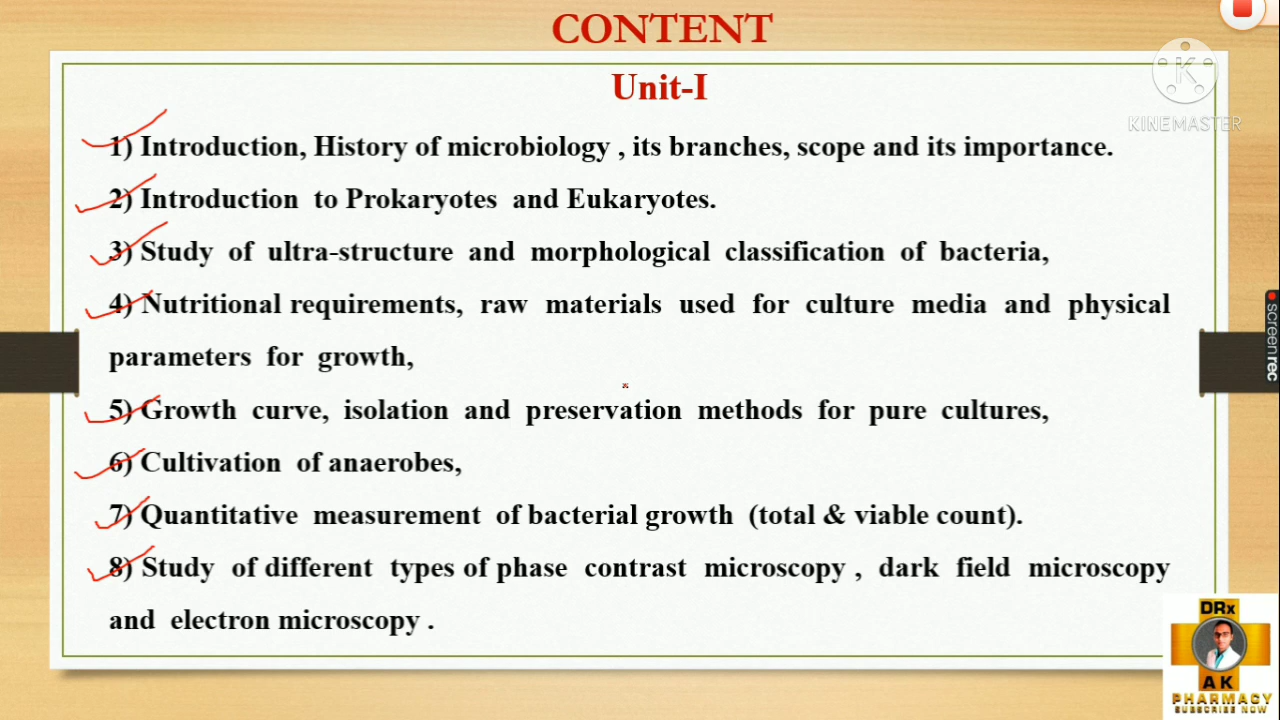 CONTENT
Unit-I
KINEMASTER
1) Introduction, History of microbiology , its branches, scope and its importance.
2) Introduction to Prokaryotes and Eukaryotes.
3) Study of ultra-structure and morphological classification of bacteria,
4) Nutritional requirements, raw materials used for culture media and physical
parameters for growth,
5) Growth curve, isolation and preservation methods for pure cultures,
6) Cultivation of anaerobes,
7) Quantitative measurement of bacterial growth (total & viable count).
8) Study of different types of phase contrast microscopy , dark field microscopy
and electron microscopy .
screenrec
DRx
A K
PHARMACY
SUBSCRIBE NOW